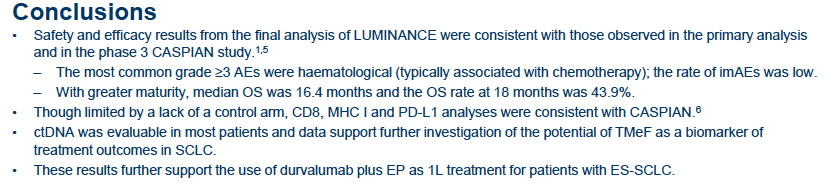 Conclusions
• Safety and efficacy results from the final analysis of LUMINANCE were consistent with those observed in the primary analysis
and in the phase 3 CASPIAN study.1,5
– The most common grade ≥3 AEs were haematological (typically associated with chemotherapy); the rate of imAEs was low.
– With greater maturity, median OS was 16.4 months and the OS rate at 18 months was 43.9%.
• Though limited by a lack of a control arm, CD8, MHC I and PD-L1 analyses were consistent with CASPIAN.6
• ctDNA was evaluable in most patients and data support further investigation of the potential of TMeF as a biomarker of
treatment outcomes in SCLC.
• These results further support the use of durvalumab plus EP as 1L treatment for patients with ES-SCLC.